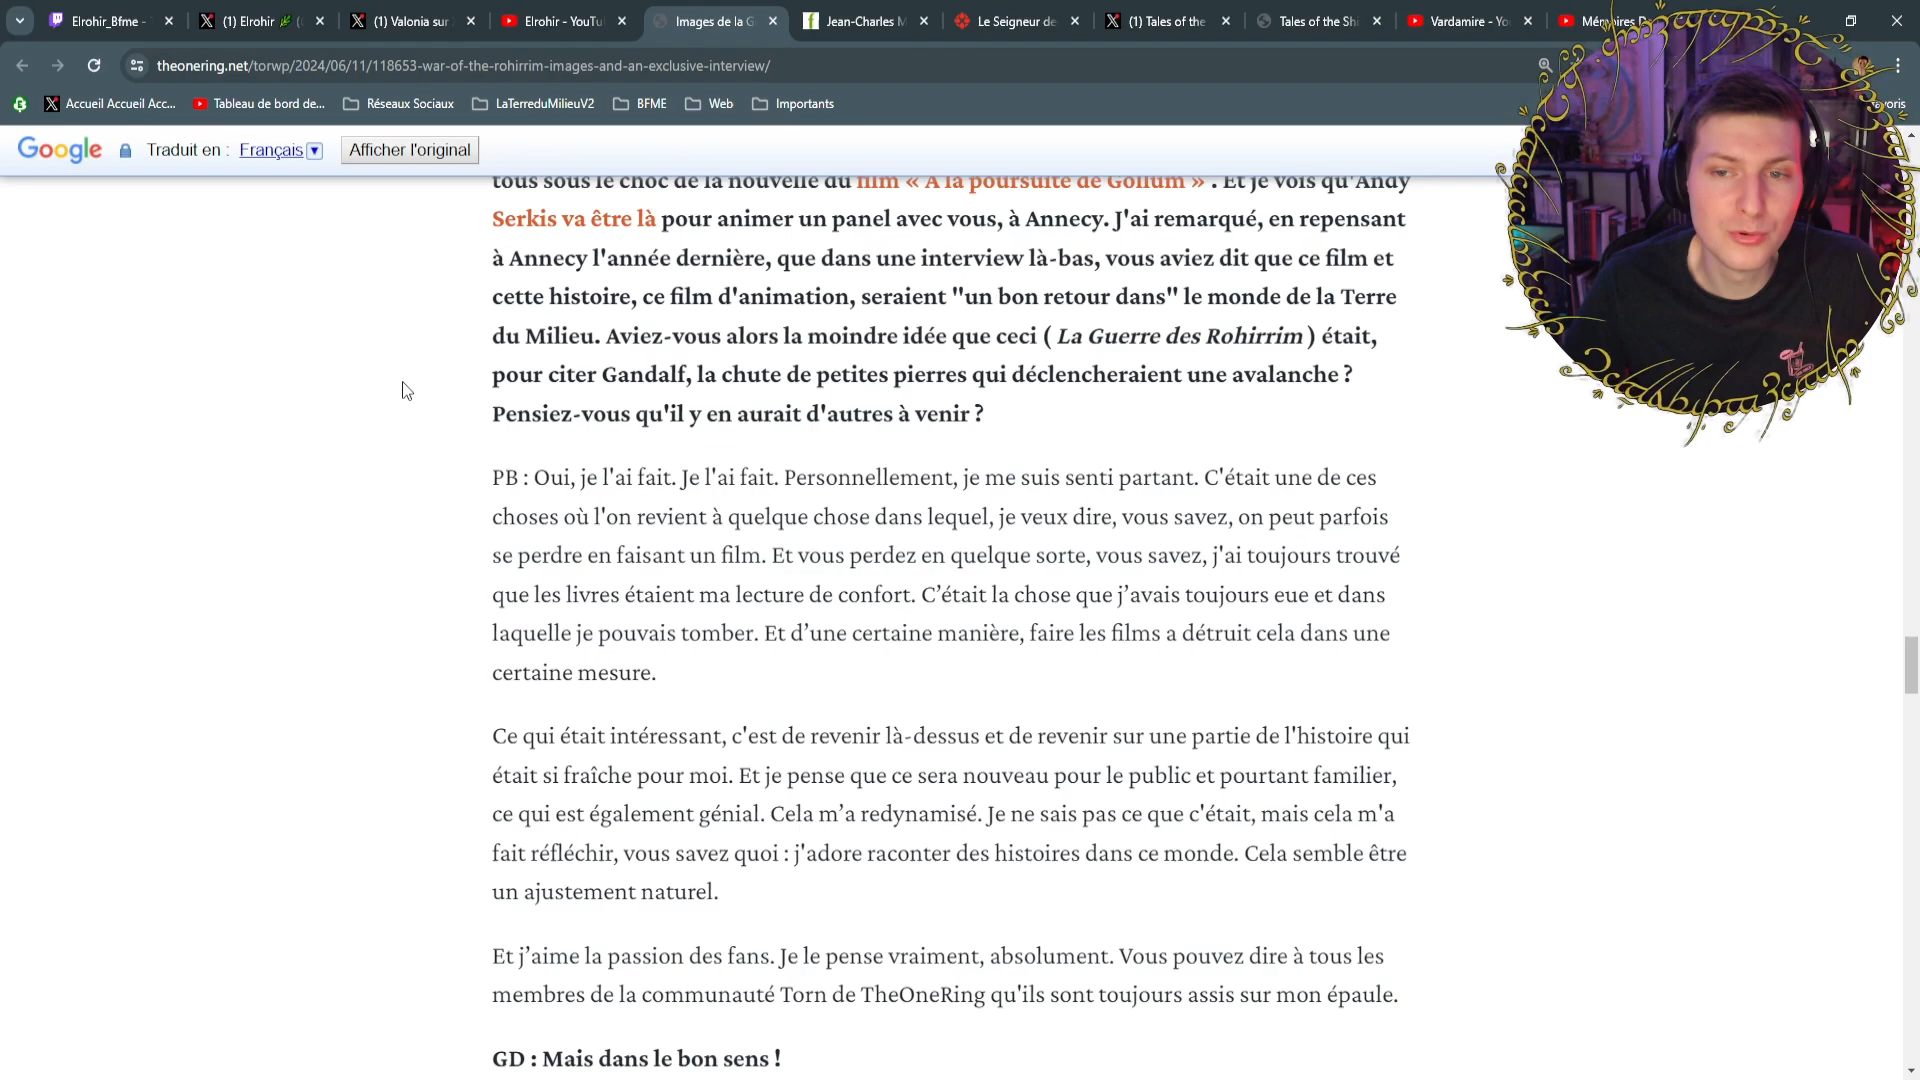 Elrohir_Bfme -
(1) Elrohir
(1) Valonia sur
Elrohir - YouTu
Images de la G
Jean-Charles M
Le Seigneur de
(1) Tales of the
Tales of the Shi
Vardamire - Yo
theonering.net/torwp/2024/06/11/118653-war-of-the-rohirrim-images-and-an-exclusive-interview/
Accueil Accueil Acc...
Tableau de bord de...
Réseaux Sociaux
LaTerreduMilieuV2
BFME
Web
Importants
Google
Traduit en :
Français
Afficher l'original
tous sous le choc de la nouvelle du film « À la poursuite de Gollum » . Et je vois qu'Andy
Serkis va être là pour animer un panel avec vous, à Annecy. J'ai remarqué, en repensant
à Annecy l'année dernière, que dans une interview là-bas, vous aviez dit que ce film et
cette histoire, ce film d'animation, seraient "un bon retour dans" le monde de la Terre
du Milieu. Aviez-vous alors la moindre idée que ceci ( La Guerre des Rohirrim ) était,
pour citer Gandalf, la chute de petites pierres qui déclencheraient une avalanche ?
Pensiez-vous qu'il y en aurait d'autres à venir ?
PB : Oui, je l'ai fait. Je l'ai fait. Personnellement, je me suis senti partant. C'était une de ces
choses où l'on revient à quelque chose dans lequel, je veux dire, vous savez, on peut parfois
se perdre en faisant un film. Et vous perdez en quelque sorte, vous savez, j'ai toujours trouvé
que les livres étaient ma lecture de confort. C’était la chose que j’avais toujours eue et dans
laquelle je pouvais tomber. Et d’une certaine manière, faire les films a détruit cela dans une
certaine mesure.
Ce qui était intéressant, c'est de revenir là-dessus et de revenir sur une partie de l'histoire qui
était si fraîche pour moi. Et je pense que ce sera nouveau pour le public et pourtant familier,
ce qui est également génial. Cela m’a redynamisé. Je ne sais pas ce que c'était, mais cela m'a
fait réfléchir, vous savez quoi : j'adore raconter des histoires dans ce monde. Cela semble être
un ajustement naturel.
Et j’aime la passion des fans. Je le pense vraiment, absolument. Vous pouvez dire à tous les
membres de la communauté Torn de TheOneRing qu'ils sont toujours assis sur mon épaule.
GD : Mais dans le bon sens !